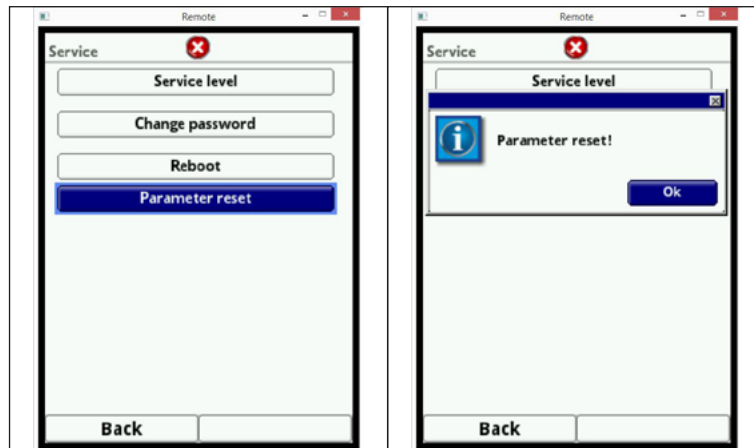 Remote
Service
Service level
Change password
Reboot
Parameter reset
Back
Remote
Service
Service level
Parameter reset!
Ok
Back